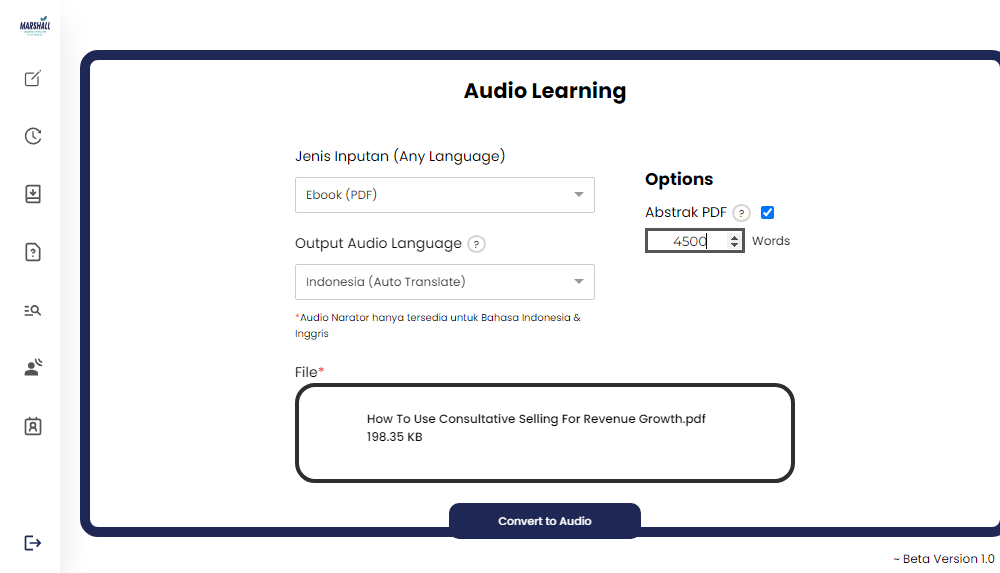 MARSHALL
Audio Learning
Jenis Inputan (Any Language)
Ebook (PDF)
Output Audio Language ?
Indonesia (Auto Translate)
*Audio Narator hanya tersedia untuk Bahasa Indonesia &
Inggris
Options
Abstrak PDF ?
4500 Words
File*
How To Use Consultative Selling For Revenue Growth.pdf
198.35 KB
Convert to Audio
~ Beta Version 1.0